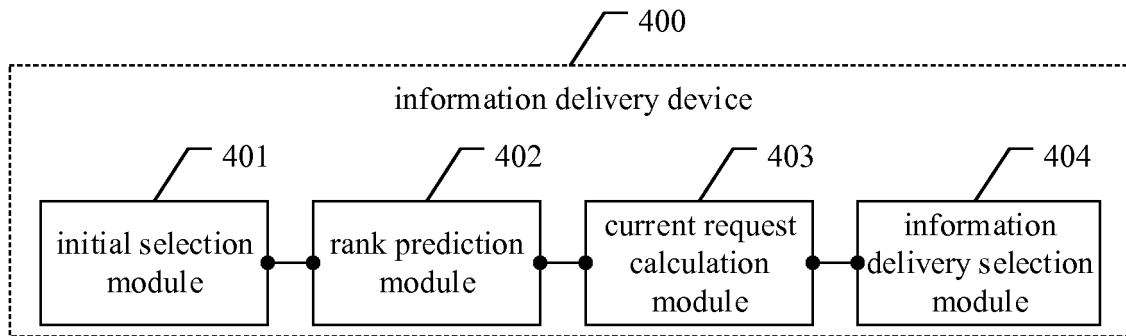 400
information delivery device
401
402
403
404
initial selection
module
rank prediction
module
current request
calculation
module
information
delivery selection
module